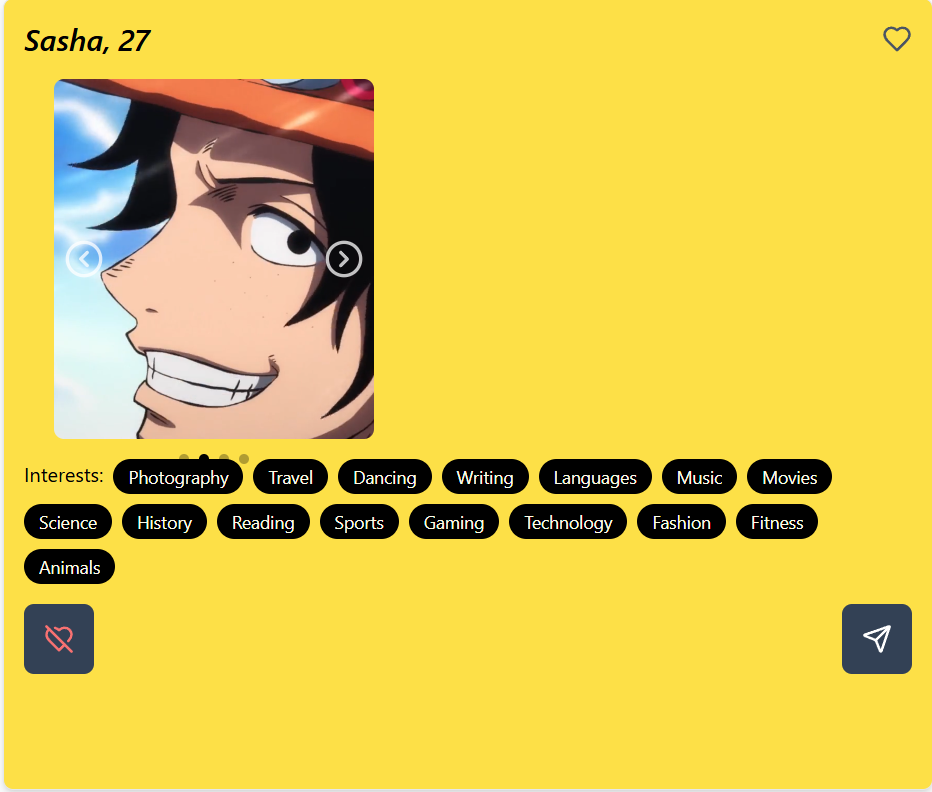 Sasha, 27
Interests: Photography Travel Dancing Writing Languages Music Movies
Science History Reading Sports Gaming Technology Fashion Fitness
Animals